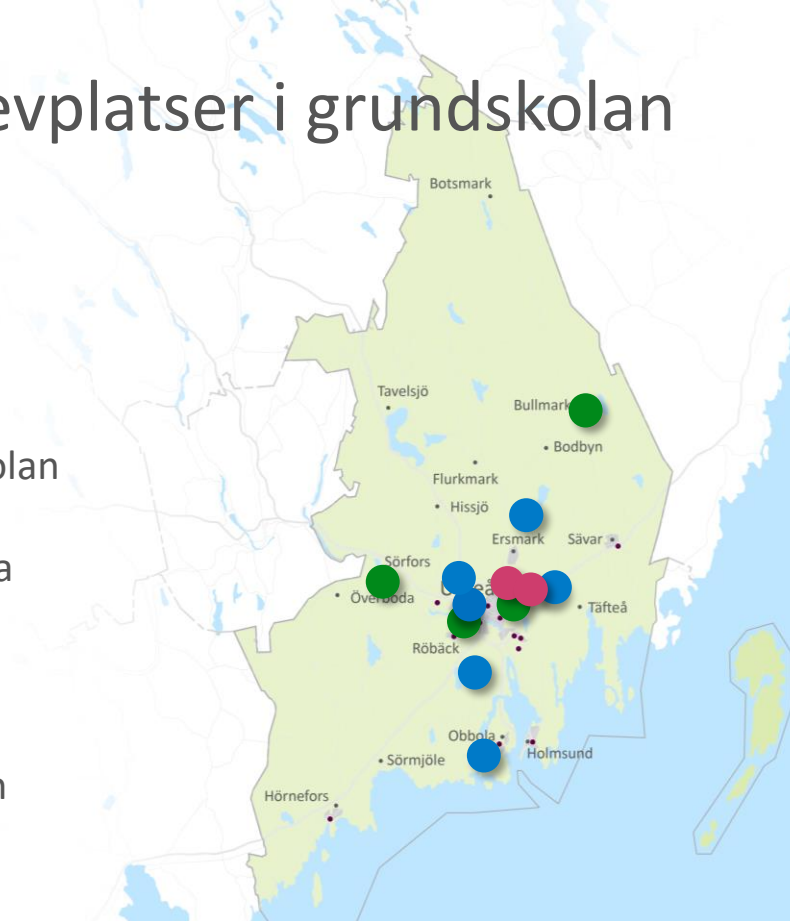 evplatser i grundskolan
Botsmark
Tavelsjö
Bullmark
Bodbyn
olan
Flurkmark
Hissjö
Ersmark
Sävar
Sörfors
a
Överboda
Täfteå
Röbäck
Obbola
Holmsund
Sörmjöle
n
Hörnefors